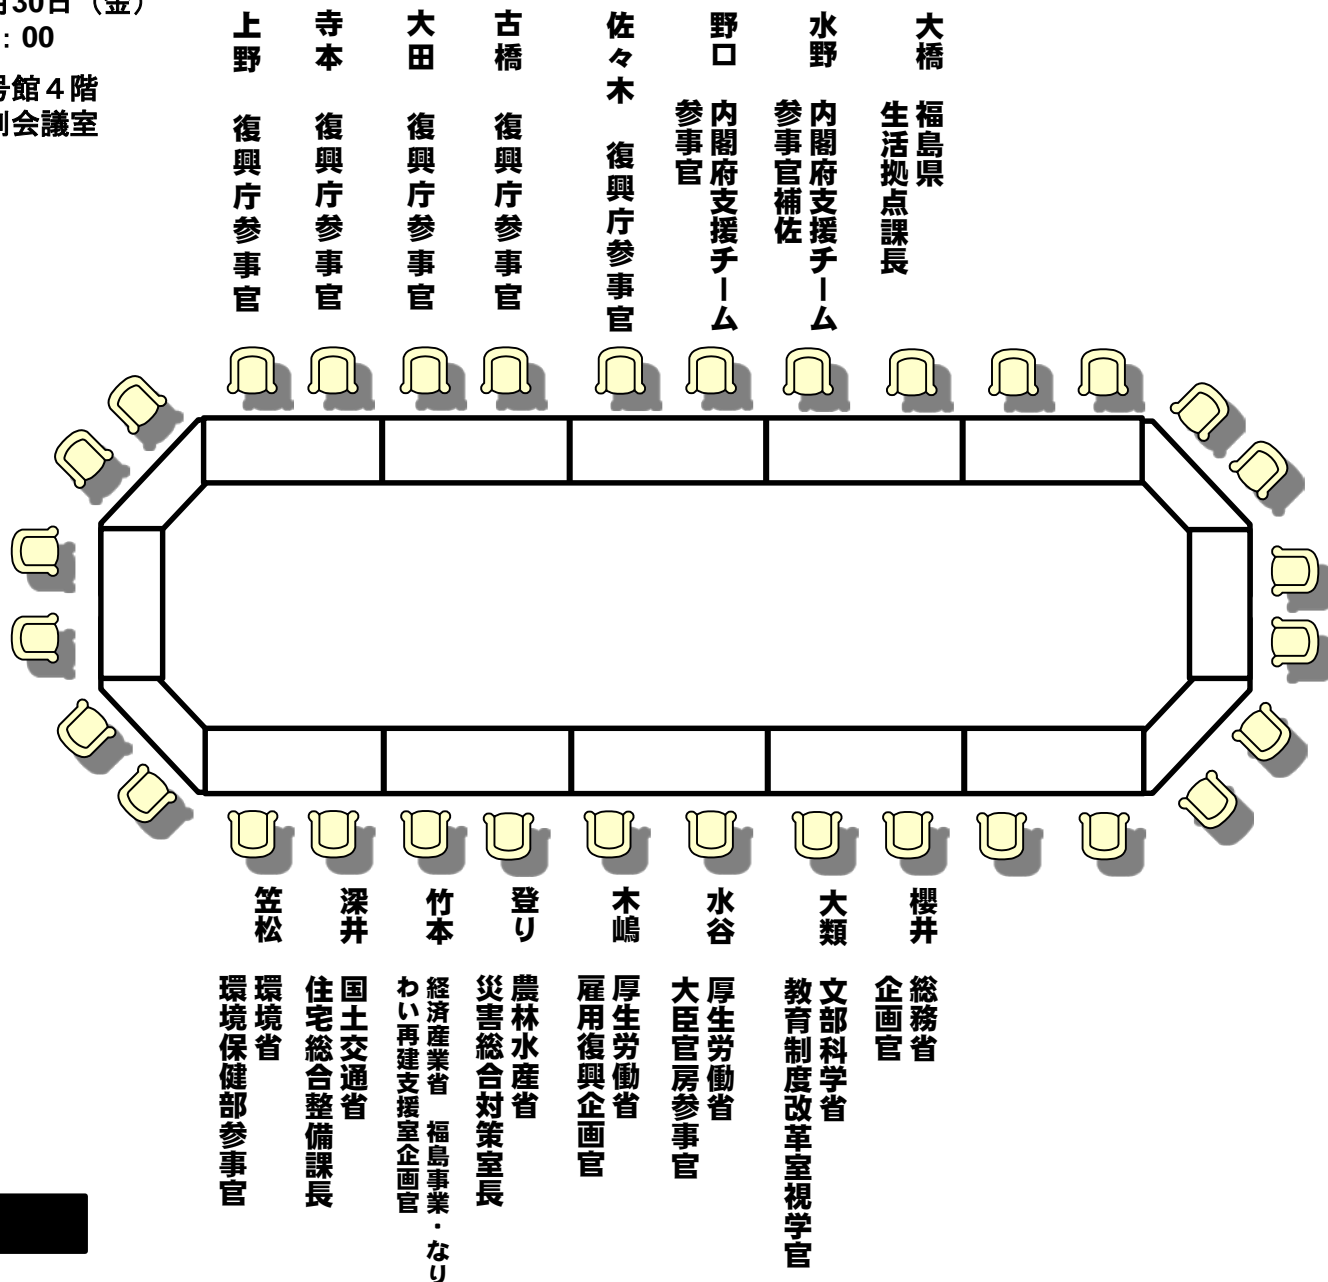 月30日（金）
：00
号館４階
別会議室
大橋　福島県
生活拠点課長
水野　内閣府支援チーム
参事官補佐
野口　内閣府支援チーム
参事官
佐々木　復興庁参事官
古橋　復興庁参事官
大田　復興庁参事官
寺本　復興庁参事官
上野　復興庁参事官
櫻井　総務省
企画官
大類　文部科学省
教育制度改革室視学官
水谷　厚生労働省
大臣官房参事官
木嶋　厚生労働省
雇用復興企画官
登り　農林水産省
災害総合対策室長
竹本　経済産業省　福島事業・なり
わい再建支援室企画官
深井　国土交通省
住宅総合整備課長
笠松　環境省
環境保健部参事官